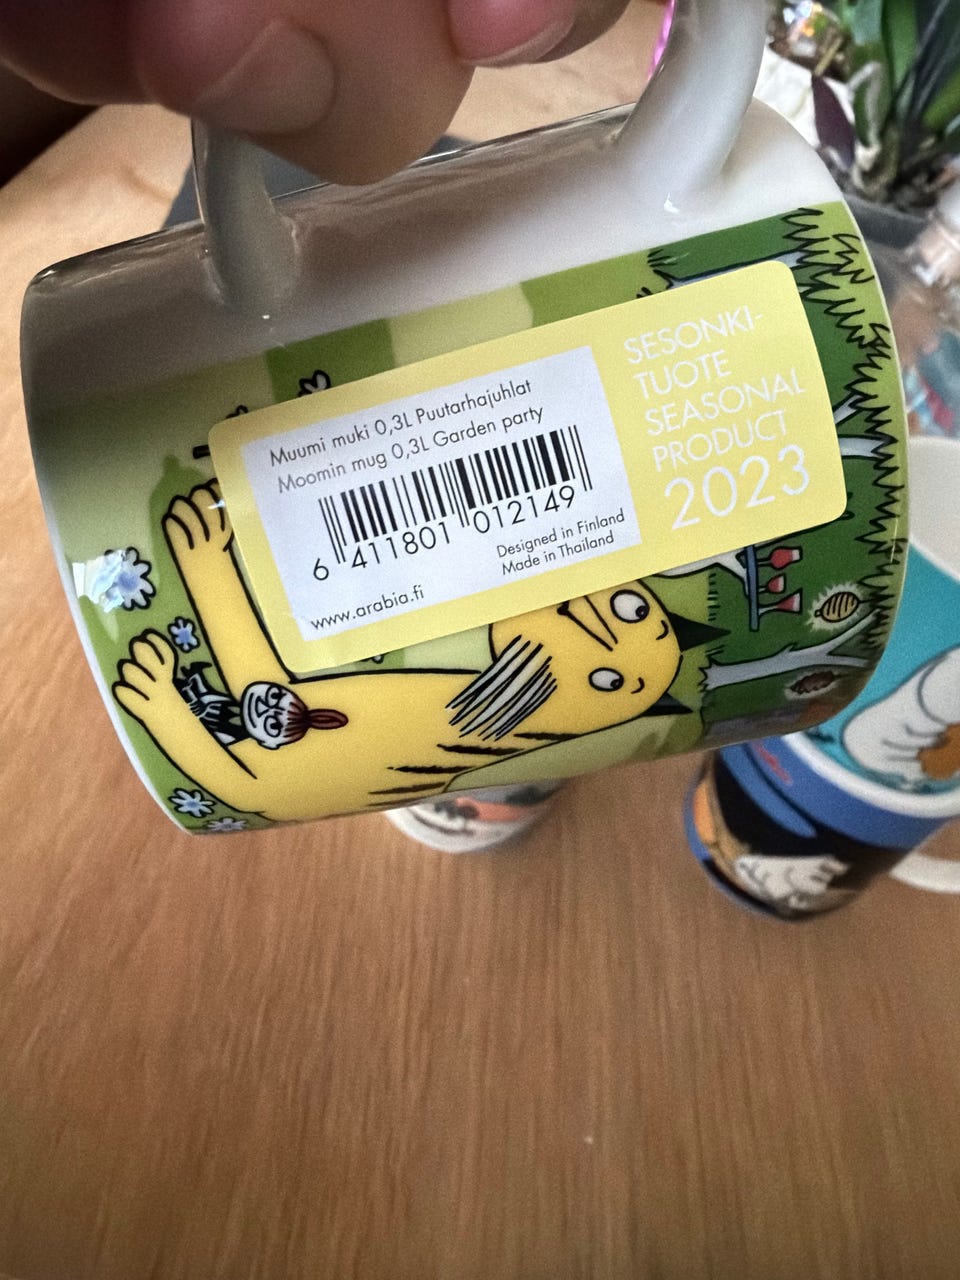 Muumi muki 0,3L Puutarhajuhlat
Moomin mug 0,3L Garden party
6 411801 012149
Designed in Finland
Made in Thailand
www.arabia.fi
SESONKI-
TUOTE
SEASONAL
PRODUCT
2023